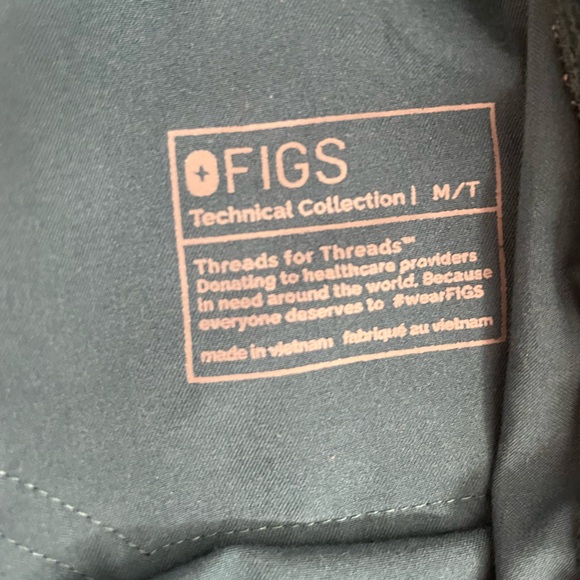 FIGS
Technical Collection | M/T
Threads for Threads™
Donating to healthcare providers
in need around the world. Because
everyone deserves to #wearFIGS
made in vietnam fabriqué au vietnam